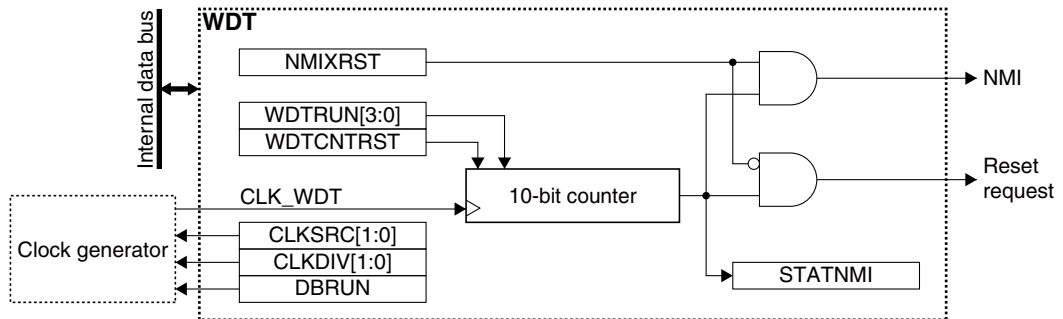 Internal data bus
WDT
NMIXRST
NMI
WDTRUN[3:0]
WDTCNTRST
Reset
request
10-bit counter
CLK_WDT
Clock generator
CLKSRC[1:0]
CLKDIV[1:0]
DBRUN
STATNMI